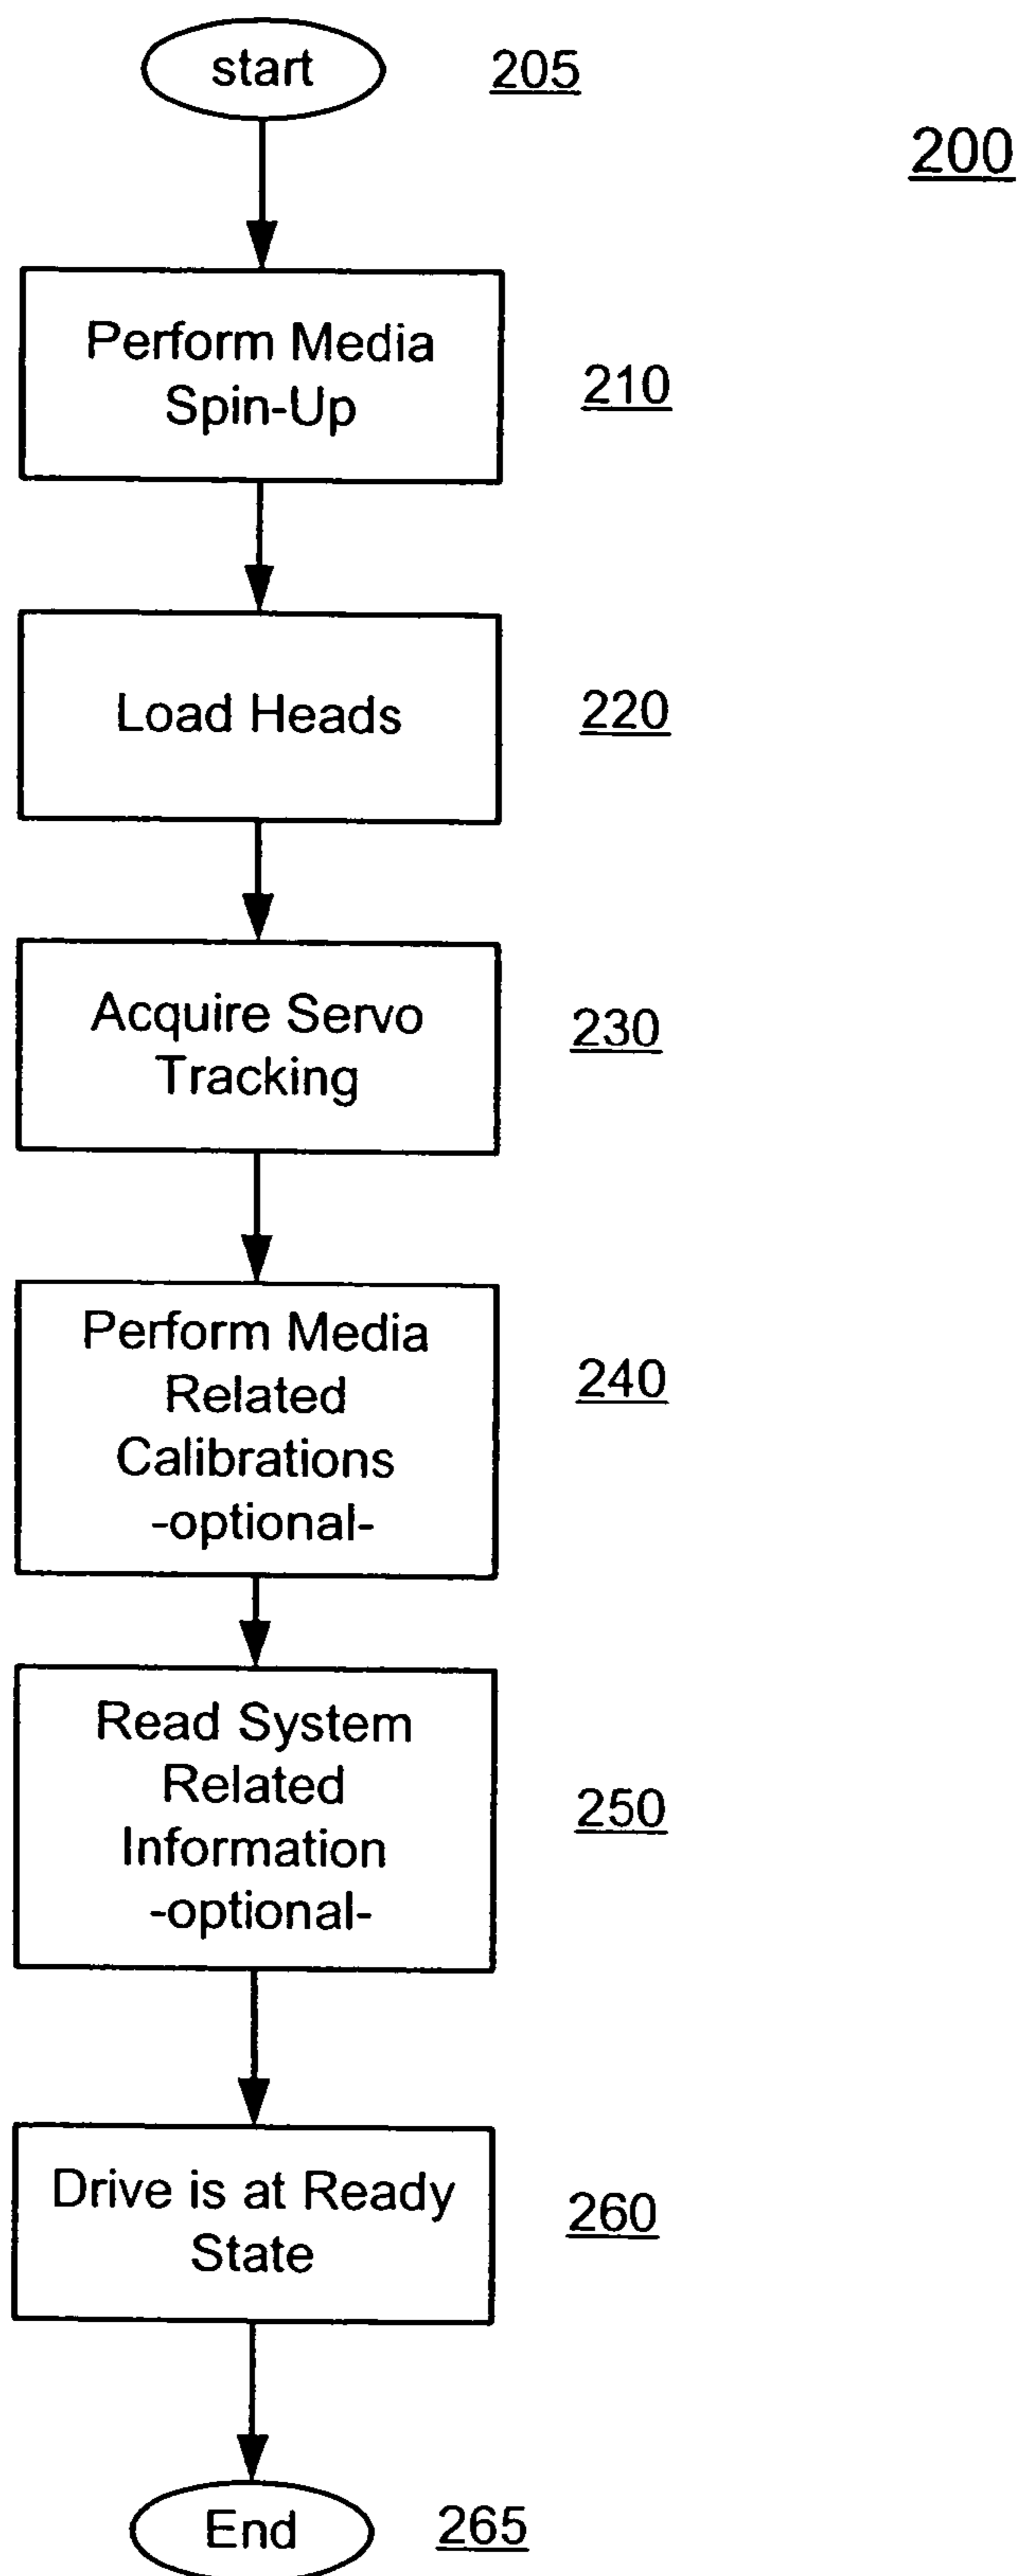 start
205
200
Perform Media
Spin-Up
210
Load Heads
220
Acquire Servo
Tracking
230
Perform Media
Related
Calibrations
-optional-
240
Read System
Related
Information
-optional-
250
Drive is at Ready
State
260
End
265